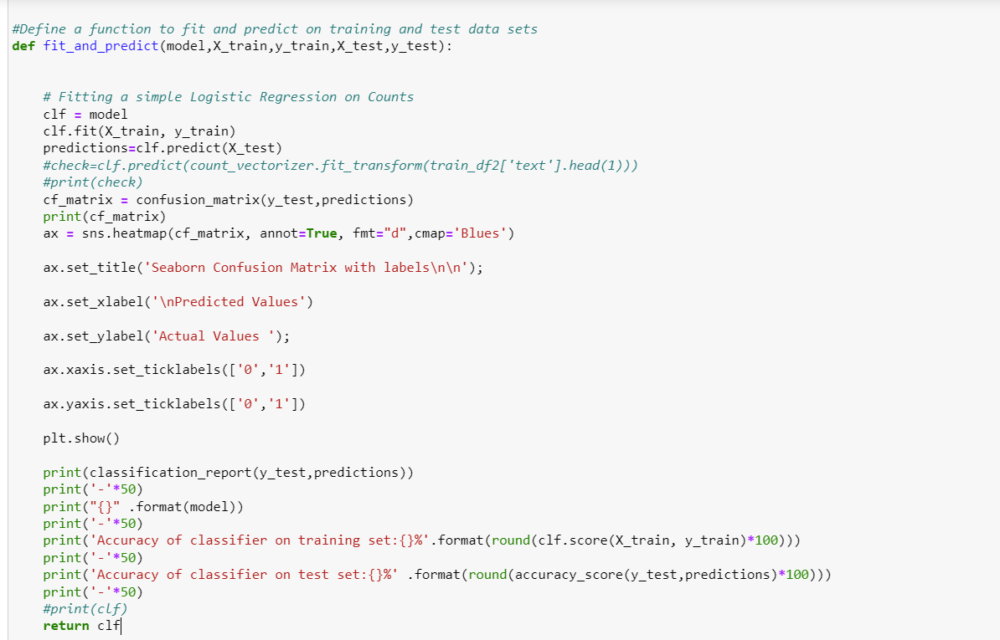 #Define a function to fit and predict on training and test data sets
def fit_and_predict(model,X_train,y_train,X_test,y_test):
    # Fitting a simple Logistic Regression on Counts
    clf = model
    clf.fit(X_train, y_train)
    predictions=clf.predict(X_test)
    #check=clf.predict(count_vectorizer.fit_transform(train_df2['text'].head(1)))
    #print(check)
    cf_matrix = confusion_matrix(y_test,predictions)
    print(cf_matrix)
    ax = sns.heatmap(cf_matrix, annot=True, fmt="d",cmap='Blues')
    ax.set_title('Seaborn Confusion Matrix with labels\n\n');
    ax.set_xlabel('\nPredicted Values')
    ax.set_ylabel('Actual Values ');
    ax.xaxis.set_ticklabels(['0','1'])
    ax.yaxis.set_ticklabels(['0','1'])
    plt.show()
    print(classification_report(y_test,predictions))
    print('-'*50)
    print("{}" .format(model))
    print('-'*50)
    print('Accuracy of classifier on training set:{}%'.format(round(clf.score(X_train, y_train)*100)))
    print('-'*50)
    print('Accuracy of classifier on test set:{}%' .format(round(accuracy_score(y_test,predictions)*100)))
    print('-'*50)
    #print(clf)
    return clf